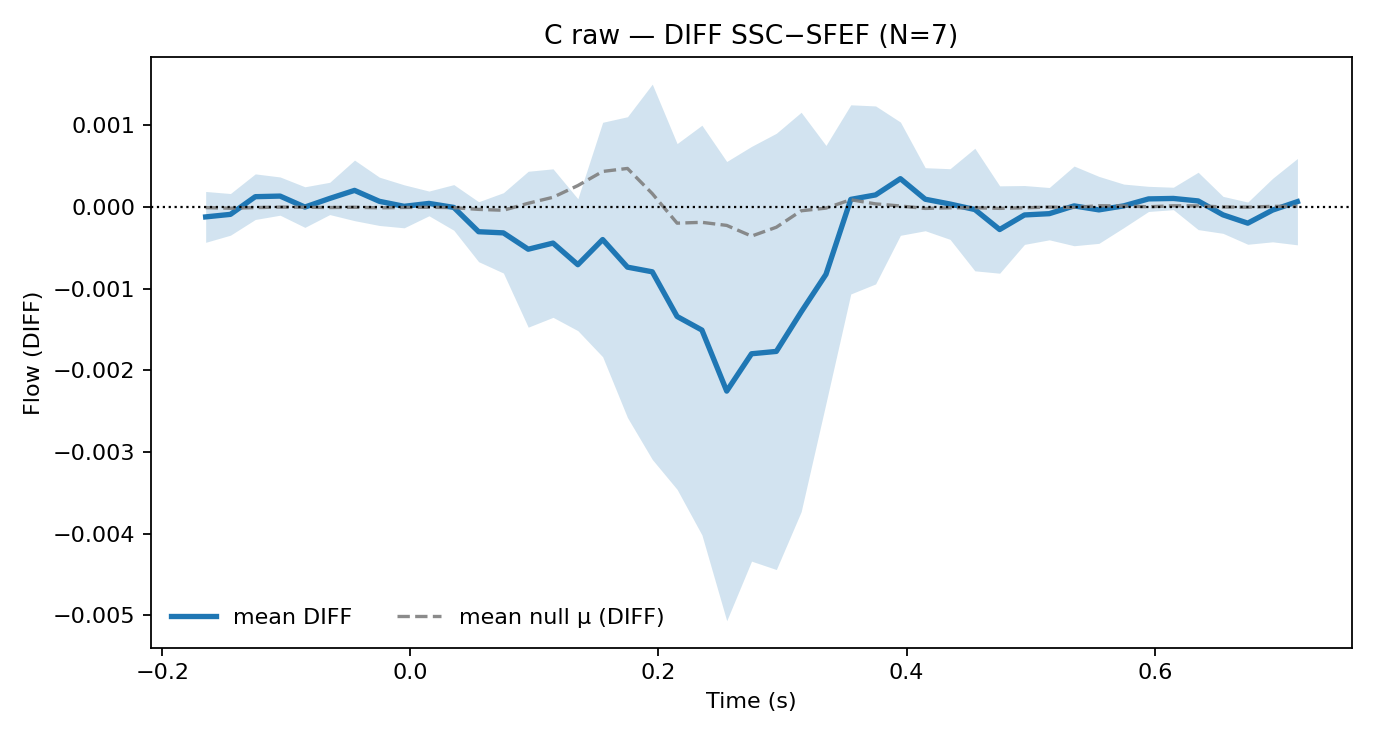 C raw — DIFF SSC−SFEF (N=7)
Flow (DIFF)
0.001
0.000
−0.001
−0.002
−0.003
−0.004
−0.005
mean DIFF
mean null μ (DIFF)
−0.2
0.0
0.2
0.4
0.6
Time (s)